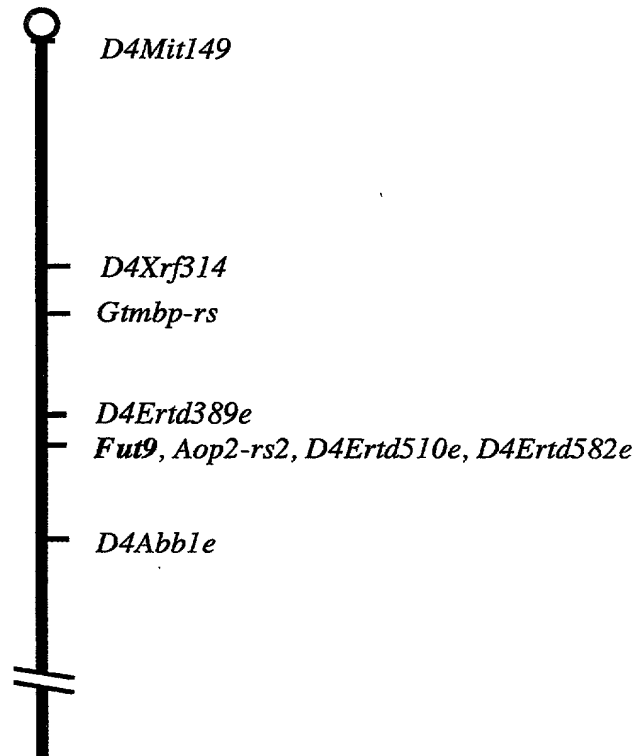 D4Mit149
D4Xrf314
Gtmbp-rs
D4Ertd389e
Fut9, Aop2-rs2, D4Ertd510e, D4Ertd582e
D4Abb1e